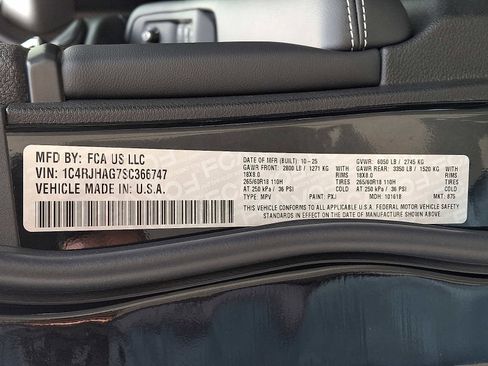 MFD BY: FCA US LLC
VIN: 1C4RJHAG7SC366747
VEHICLE MADE IN U.S.A.
DATE OF MFR (BUILT): 10-25 GVWR: 6050 LB / 2745 KG
GAWR FRONT: 2800 LB / 1271 KG WITH GAWR REAR: 3350 LB / 1520 KG WITH
18X8.0 RIMS 18X8.0 RIMS
265/60R18 110H TIRES 265/60R18 110H TIRES
AT 250 kPa / 36 PSI COLD AT 250 kPa / 36 PSI COLD
TYPE: MPV PAINT: PXJ MDH: 101618 MKT: 875
THIS VEHICLE CONFORMS TO ALL APPLICABLE U.S.A. FEDERAL MOTOR VEHICLE SAFETY
STANDARDS IN EFFECT ON THE DATE OF MANUFACTURE SHOWN ABOVE.